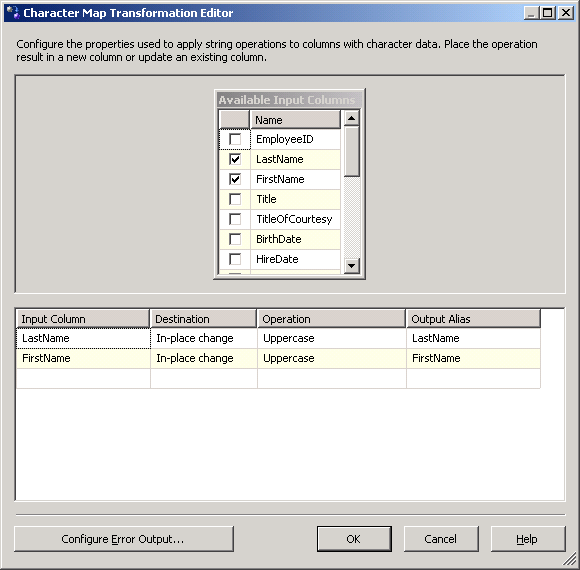 Character Map Transformation Editor
Configure the properties used to apply string operations to columns with character data. Place the operation
result in a new column or update an existing column.
Available Input Columns
Name
EmployeeID
LastName
FirstName
Title
TitleOfCourtesy
BirthDate
HireDate
Input Column Destination Operation Output Alias
LastName In-place change Uppercase LastName
FirstName In-place change Uppercase FirstName
Configure Error Output... OK Cancel Help